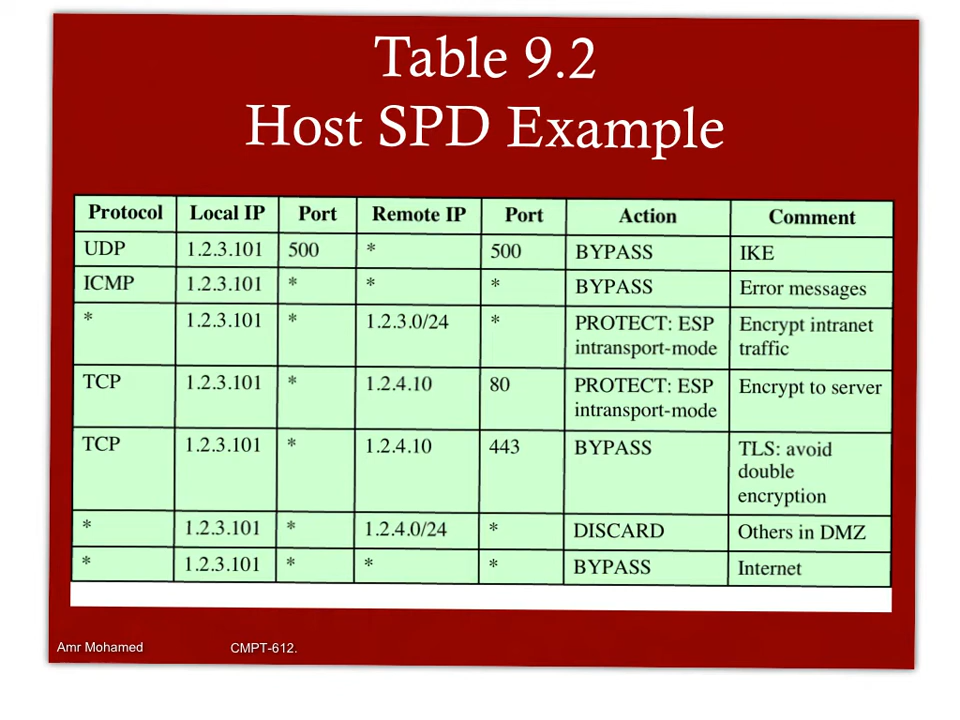 Table 9.2
Host SPD Example
Protocol Local IP Port Remote IP Port Action Comment
UDP 1.2.3.101 500 * 500 BYPASS IKE
ICMP 1.2.3.101 * * * BYPASS Error messages
* 1.2.3.101 * 1.2.3.0/24 * PROTECT: ESP Encrypt intranet
intransport-mode traffic
TCP 1.2.3.101 * 1.2.4.10 80 PROTECT: ESP Encrypt to server
intransport-mode
TCP 1.2.3.101 * 1.2.4.10 443 BYPASS TLS: avoid
double
encryption
* 1.2.3.101 * 1.2.4.0/24 * DISCARD Others in DMZ
* 1.2.3.101 * * * BYPASS Internet
Amr Mohamed CMPT-612.